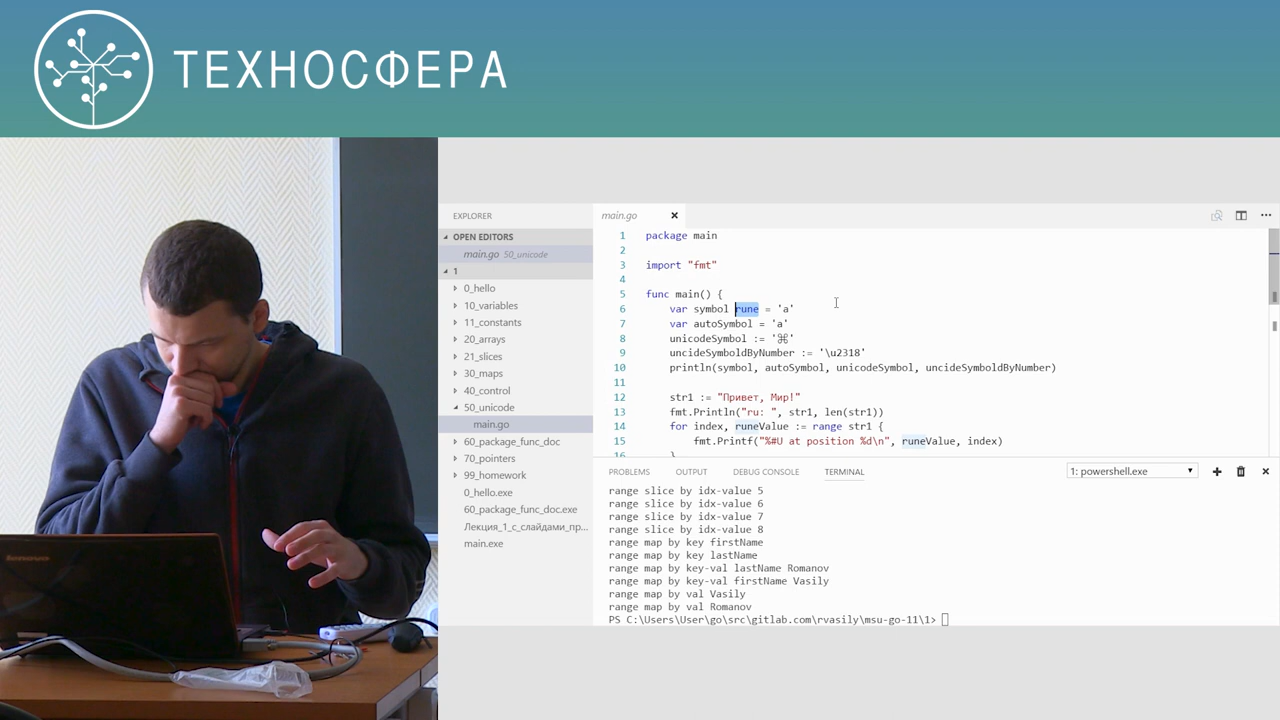 ТЕХНОСФЕРА
EXPLORER
OPEN EDITORS
main.go 50_unicode
1
0_hello
10_variables
11_constants
20_arrays
21_slices
30_maps
40_control
50_unicode
main.go
60_package_func_doc
70_pointers
99_homework
0_hello.exe
60_package_func_doc.exe
Лекция_1_с_слайдами_пр...
main.exe
main.go
1 package main
2
3 import "fmt"
4
5 func main() {
6 var symbol rune = 'a'
7 var autoSymbol = 'a'
8 unicodeSymbol := '⌘'
9 uncideSymboldByNumber := '\u2318'
10 println(symbol, autoSymbol, unicodeSymbol, uncideSymboldByNumber)
11
12 str1 := "Привет, Мир!"
13 fmt.Println("ru: ", str1, len(str1))
14 for index, runeValue := range str1 {
15 fmt.Printf("%#U at position %d\n", runeValue, index)
16 }
PROBLEMS OUTPUT DEBUG CONSOLE TERMINAL 1: powershell.exe
range slice by idx-value 5
range slice by idx-value 6
range slice by idx-value 7
range slice by idx-value 8
range map by key firstName
range map by key lastName
range map by key-val lastName Romanov
range map by key-val firstName Vasily
range map by val Vasily
range map by val Romanov
PS C:\Users\User\go\src\gitlab.com\rvasily\msu-go-11\1>
lenovo